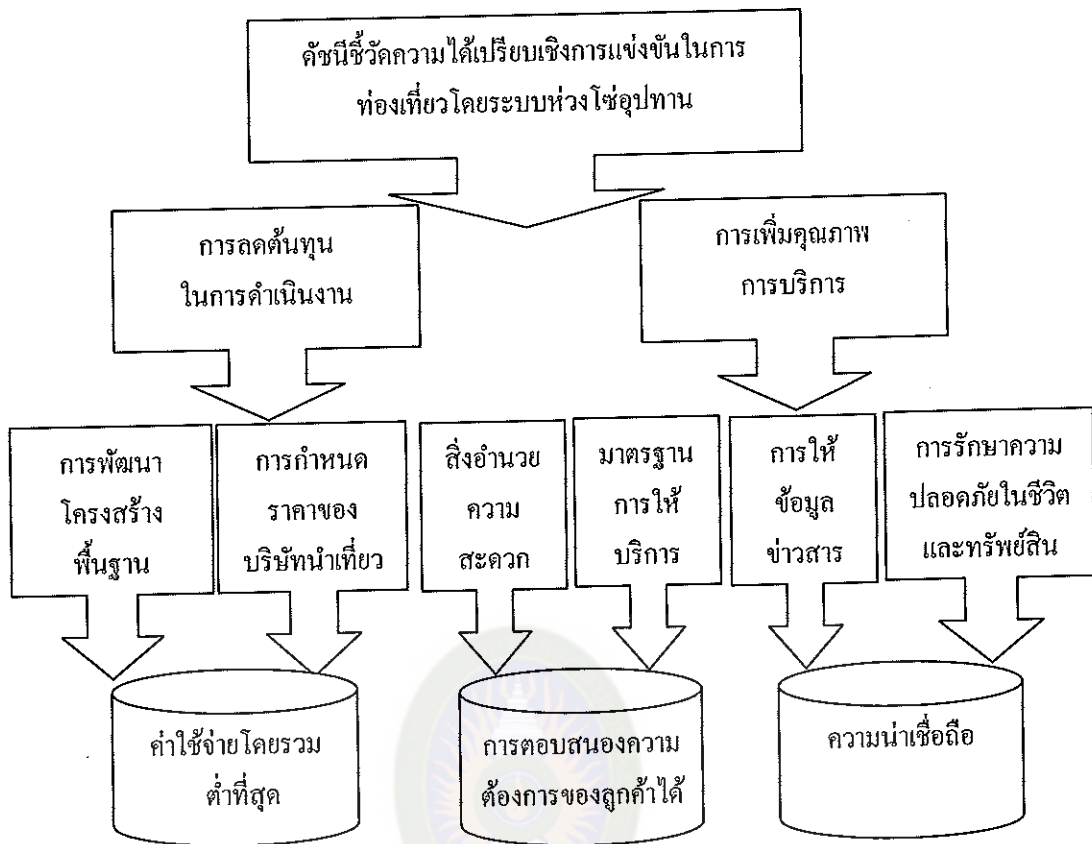 ดัชนีชี้วัดความได้เปรียบเชิงการแข่งขันในการ
ท่องเที่ยวโดยระบบห่วงโซ่อุปทาน
การลดต้นทุน
ในการดำเนินงาน
การเพิ่มคุณภาพ
การบริการ
การพัฒนา
โครงสร้าง
พื้นฐาน
การกำหนด
ราคาของ
บริษัทนำเที่ยว
สิ่งอำนวย
ความ
สะดวก
มาตรฐาน
การให้
บริการ
การให้
ข้อมูล
ข่าวสาร
การรักษาความ
ปลอดภัยในชีวิต
และทรัพย์สิน
ค่าใช้จ่ายโดยรวม
ต่ำที่สุด
การตอบสนองความ
ต้องการของลูกค้าได้
ความน่าเชื่อถือ